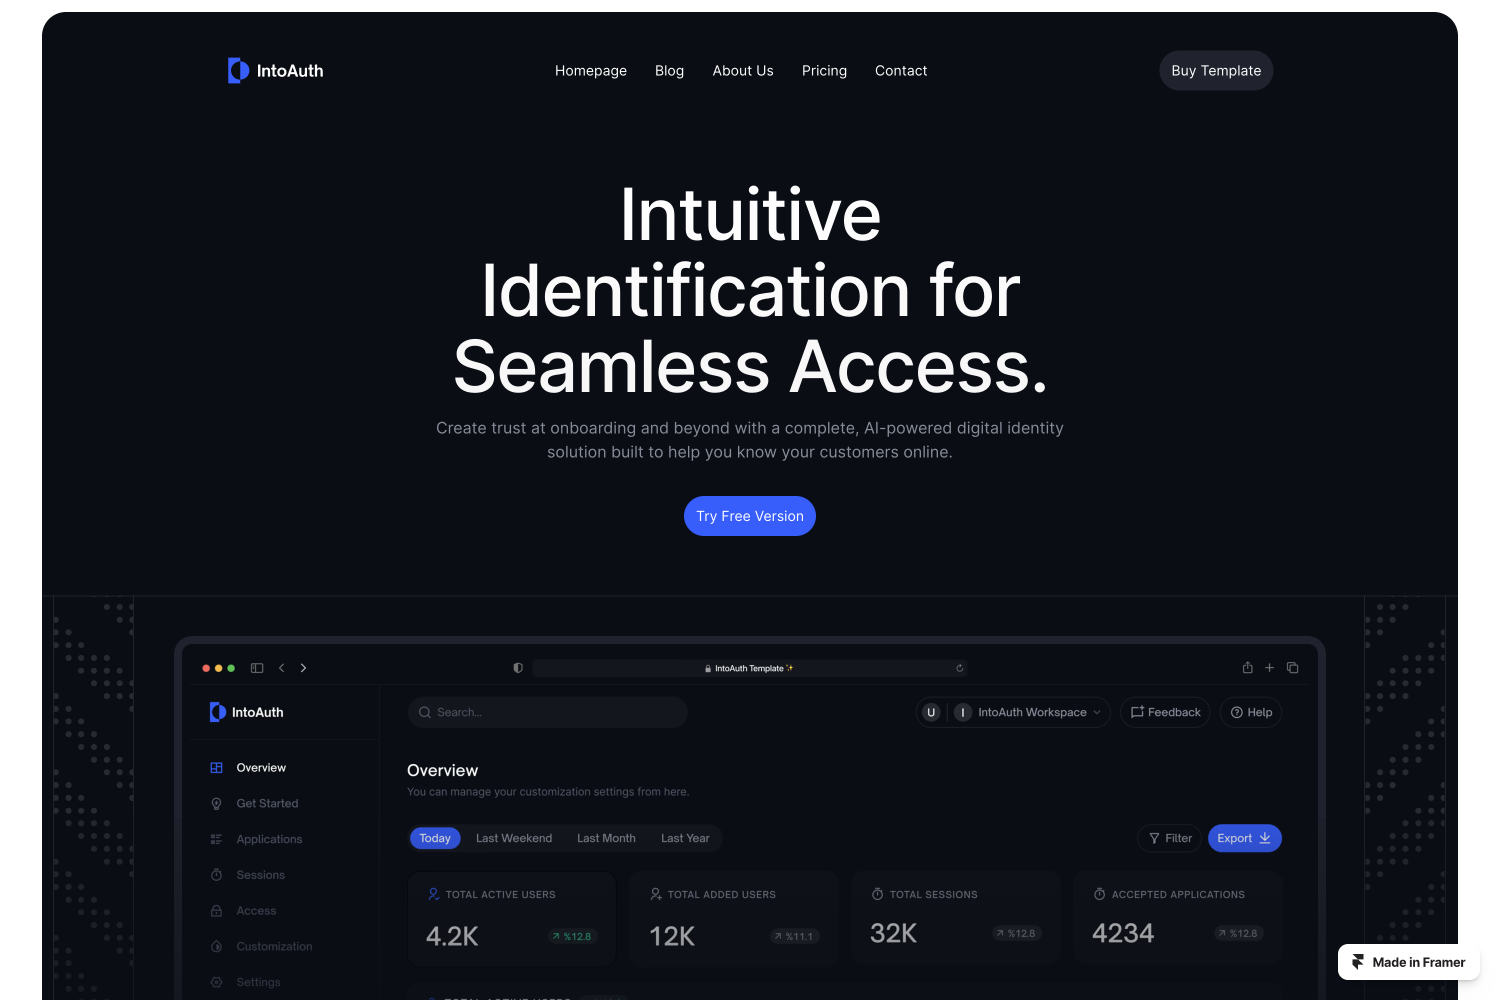 IntoAuth
Homepage
Blog
About Us
Pricing
Contact
Buy Template
Intuitive
Identification for
Seamless Access.
Create trust at onboarding and beyond with a complete, AI-powered digital identity
solution built to help you know your customers online.
Try Free Version
IntoAuth Template ✨
IntoAuth
Search...
U
I
IntoAuth Workspace
Feedback
Help
Overview
Get Started
Applications
Sessions
Access
Customization
Settings
Overview
You can manage your customization settings from here.
Today
Last Weekend
Last Month
Last Year
Filter
Export
TOTAL ACTIVE USERS
4.2K
%12.8
TOTAL ADDED USERS
12K
%11.1
TOTAL SESSIONS
32K
%12.8
ACCEPTED APPLICATIONS
4234
%12.8
TOTAL ACTIVE USERS
Made in Framer